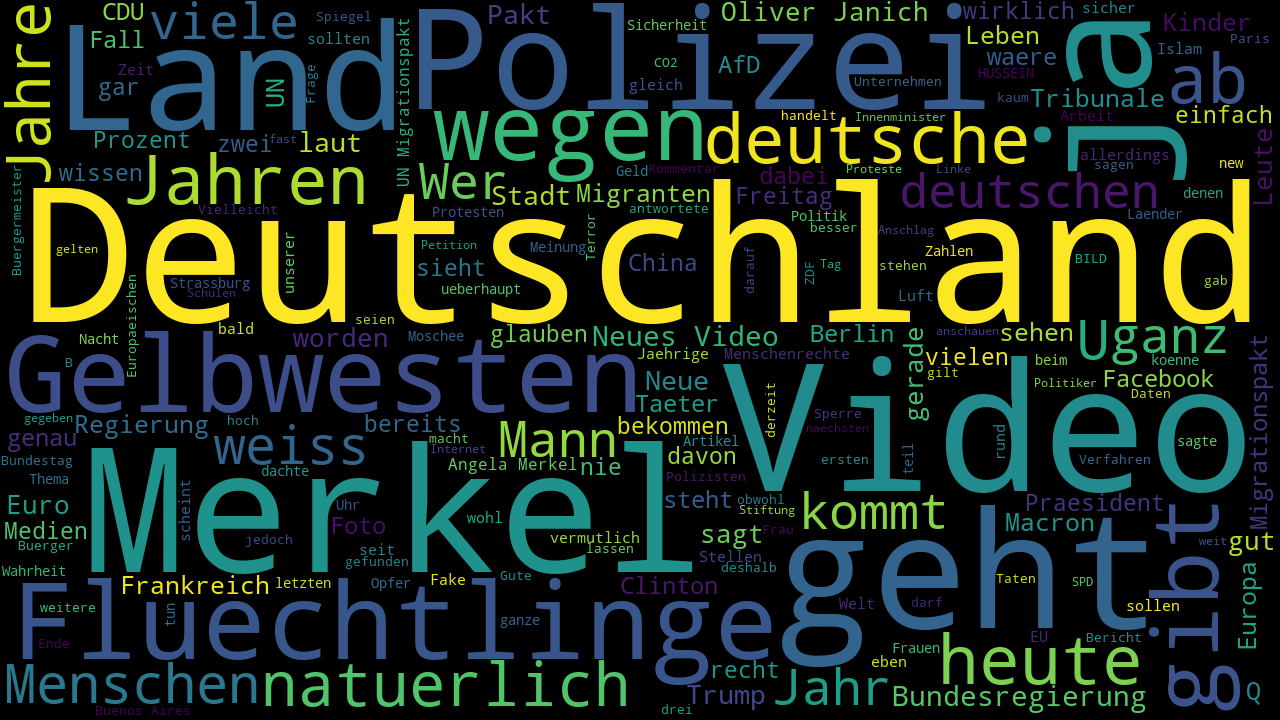 CDU
viele
Spiegel
sollten
Pakt
Sicherheit
Oliver Janich
wirklich
sicher
Kinder
Jahre
Land
Polizei
ja
Fall
Zeit
gar
UN
Frage
CO2
gleich
AfD
Unternehmen
Leben
waere
HUSSEIN
kaum
Islam
Paris
ab
Tribunale
Prozent
zwei
fast
laut
UN Migrationspakt
wegen
handelt
Innenminister
deutsche
Arbeit
einfach
Leute
allerdings
sagen
new
wissen
Jahren
Wer
Stadt
Geld
Kommentar
Migranten
dabei
Freitag
Proteste
Linke
deutschen
denen
Buergermeister
Vielleicht
Protesten
antwortete
Terror
Politik
besser
Anschlag
Laender
Deutschland
gelten
unserer
Petition
sieht
Meinung
China
darauf
ZDF
Tag
stehen
Zahlen
BILD
gab
Strassburg
Schulen
ueberhaupt
Luft
Europaeischen
Nacht
bald
seien
worden
Moschee
glauben
Neues Video
Berlin
gerade
anschauen
sehen
Uganz
Gelbwesten
B
Jaehrige
Menschenrechte
vielen
beim
koenne
Migrationspakt
Neue
Taeter
derzeit
gilt
Politiker
Facebook
Daten
gegeben
Regierung
hoch
bereits
Mann
bekommen
Sperre
naechsten
Video
genau
weiss
macht
Internet
Artikel
davon
teil
rund
sagte
Bundestag
Thema
dachte
Angela Merkel
nie
Polizisten
ersten
Verfahren
Merkel
Euro
scheint
Uhr
Foto
wohl
steht
obwohl
Stiftung
kommt
Praesident
gibt
Medien
Buerger
jedoch
vermutlich
lassen
sagt
Frau
geht
Macron
weit
gut
Wahrheit
seit
gefunden
Stellen
deshalb
Frankreich
letzten
Opfer
Fake
Gute
Clinton
Welt
darf
Taten
SPD
sollen
Europa
weitere
tun
Fluechtlinge
ganze
Ende
EU
Bericht
Frauen
heute
Menschen
natuerlich
recht
eben
Trump
Jahr
Bundesregierung
Q
Buenos Aires
drei